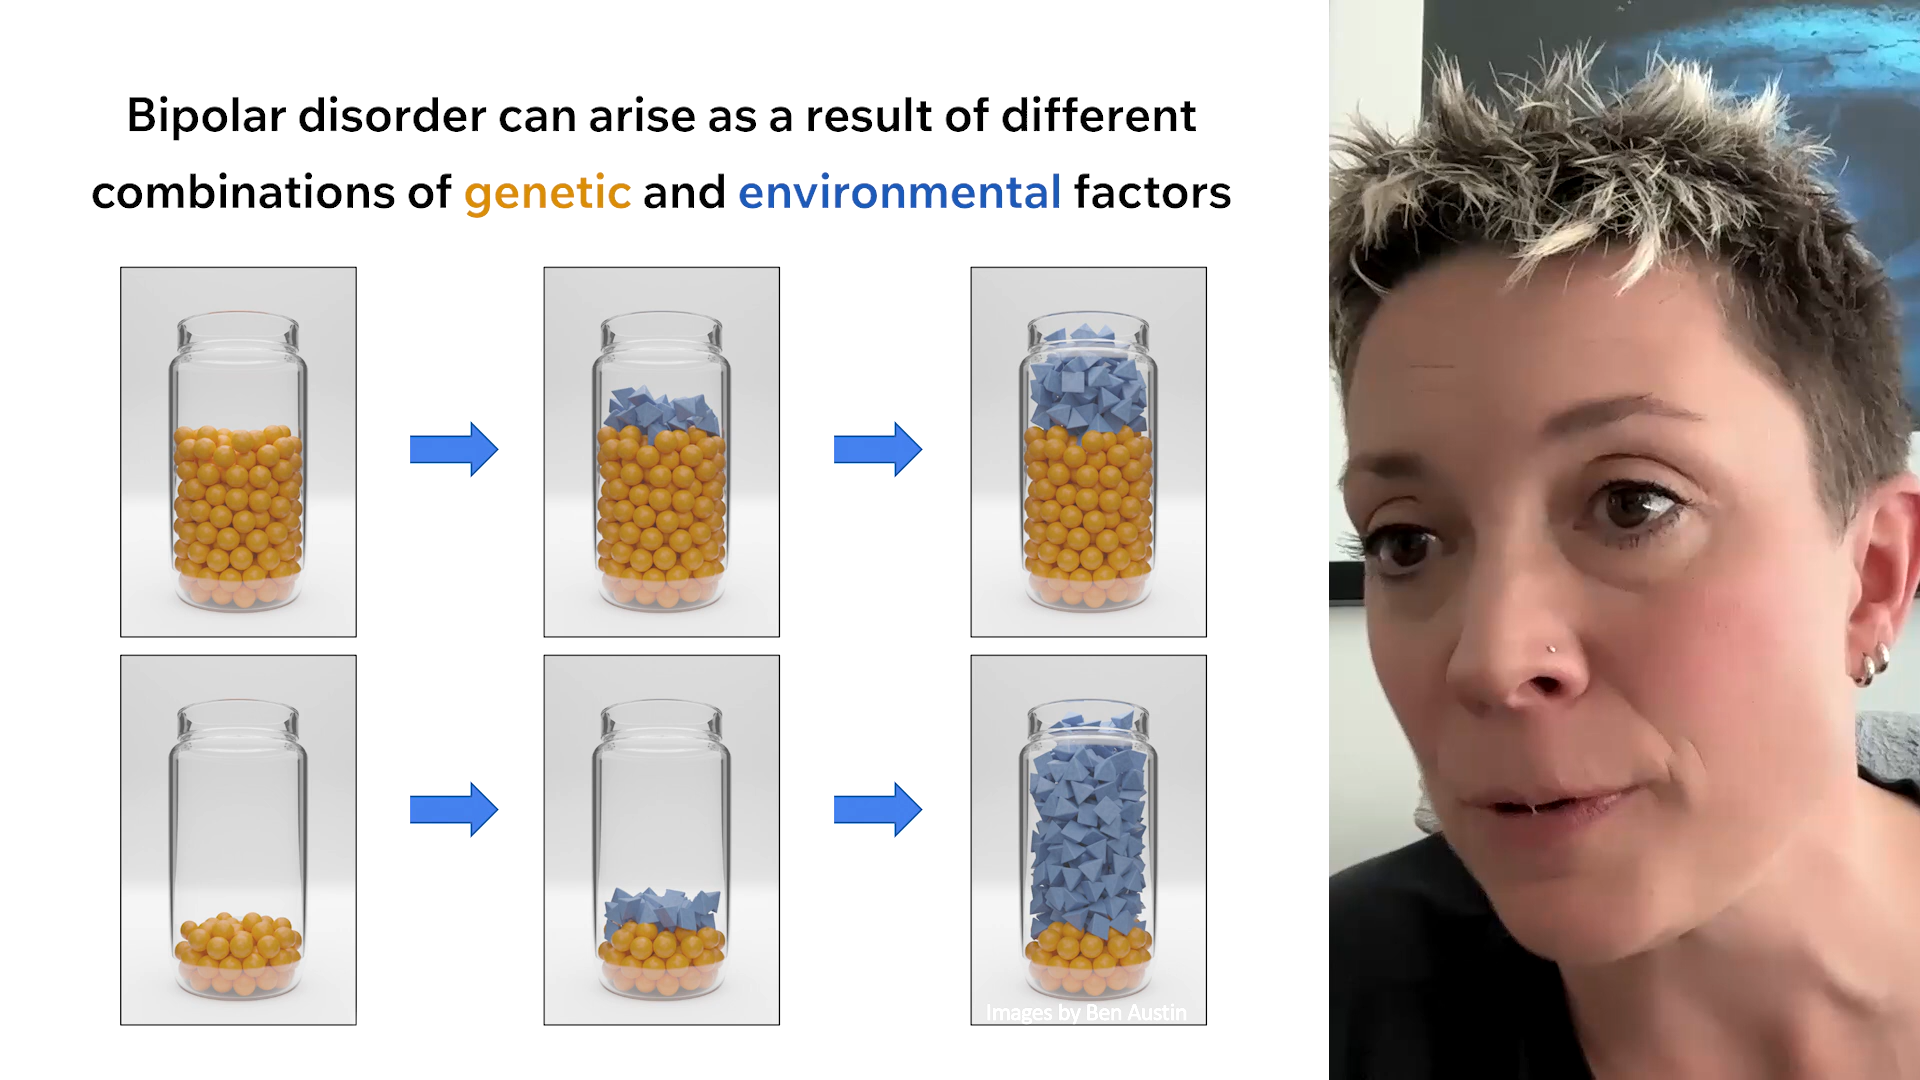 Bipolar disorder can arise as a result of different
combinations of genetic and environmental factors
Images by Ben Austin